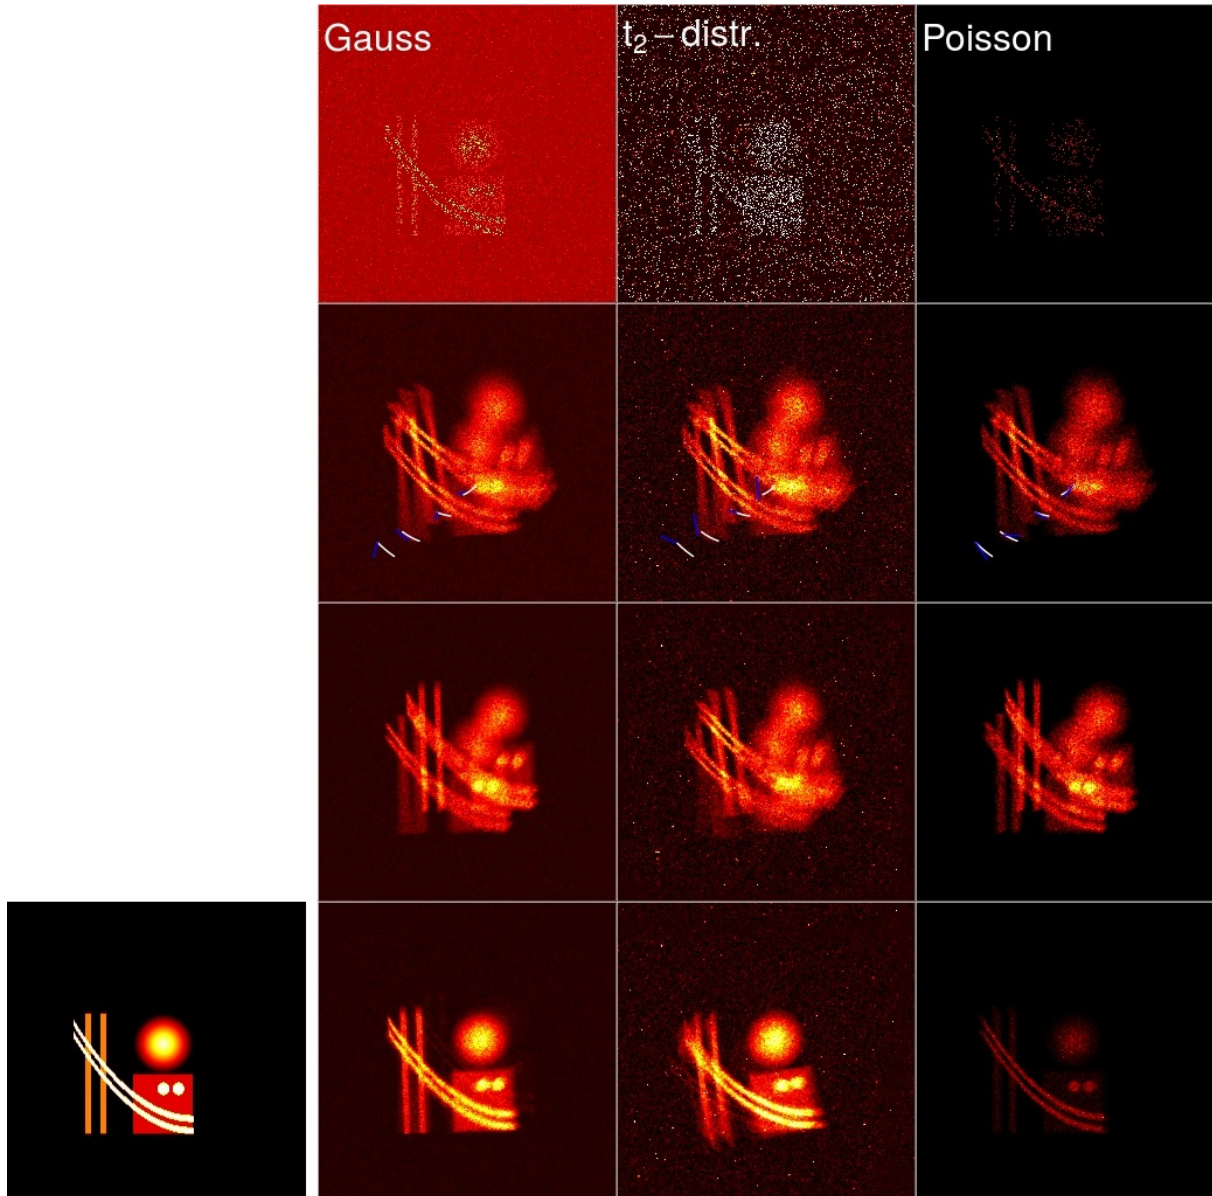 Gauss
t₂ – distr.
Poisson